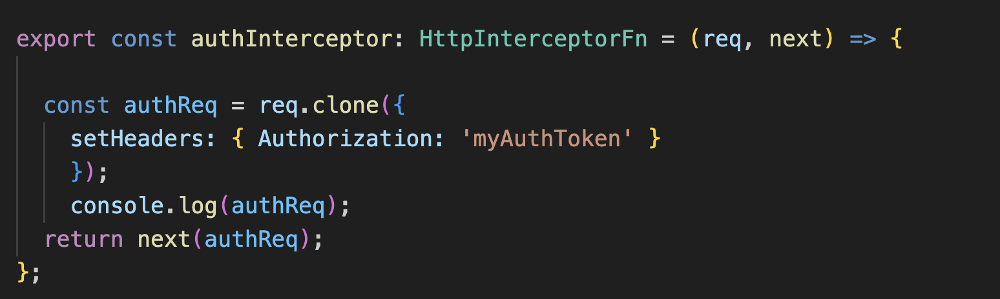 export const authInterceptor: HttpInterceptorFn = (req, next) => {
const authReq = req.clone({
setHeaders: { Authorization: 'myAuthToken' }
});
console.log(authReq);
return next(authReq);
};